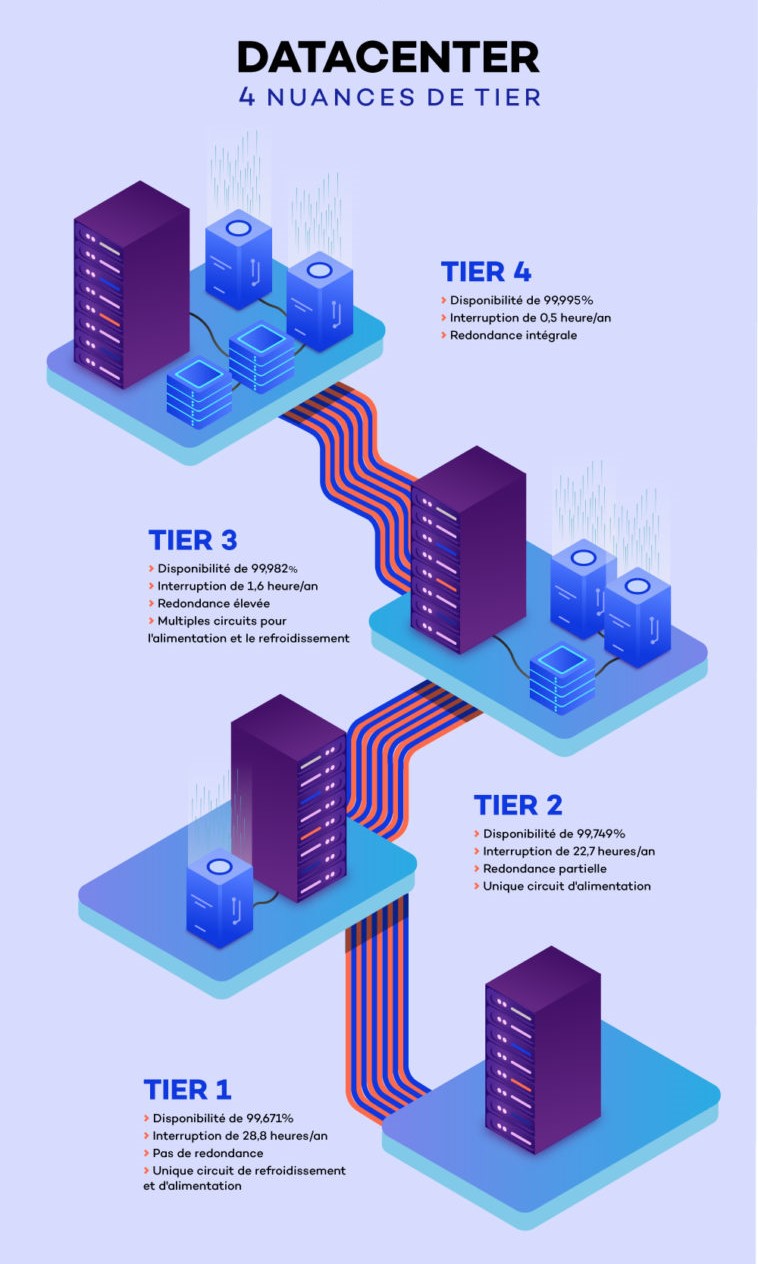 DATACENTER
4 NUANCES DE TIER
TIER 4
› Disponibilité de 99,995%
› Interruption de 0,5 heure/an
› Redondance intégrale
TIER 3
› Disponibilité de 99,982%
› Interruption de 1,6 heure/an
› Redondance élevée
› Multiples circuits pour
l'alimentation et le refroidissement
TIER 2
› Disponibilité de 99,749%
› Interruption de 22,7 heures/an
› Redondance partielle
› Unique circuit d'alimentation
TIER 1
› Disponibilité de 99,671%
› Interruption de 28,8 heures/an
› Pas de redondance
› Unique circuit de refroidissement
et d'alimentation